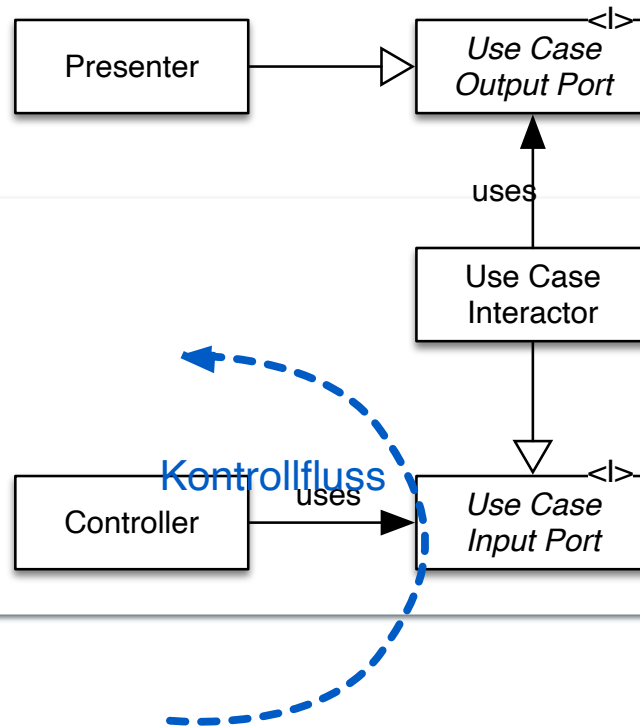 <I>
Presenter
Use Case
Output Port
uses
Use Case
Interactor
Kontrollfluss
<I>
uses
Controller
Use Case
Input Port